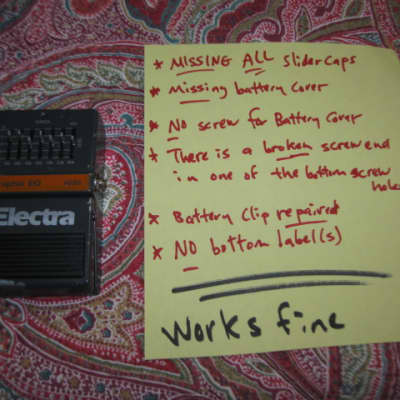 * MISSING ALL slider caps
* Missing battery cover
* No screw for Battery Cover
* There is a broken screw end
in one of the bottom screw
holes
* Battery Clip repaired
* NO bottom label(s)
Works fine
Electra